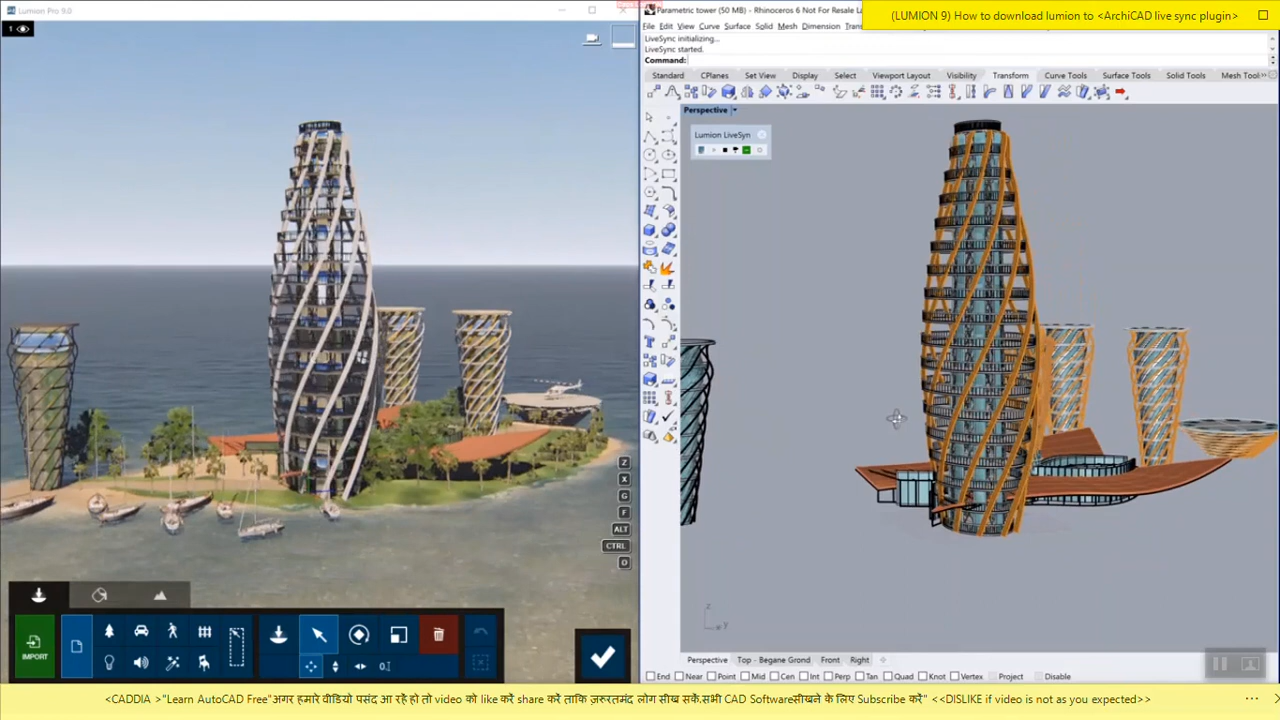 Lumion Pro 9.0
Parametric tower (50 MB) - Rhinoceros 6 Not For Resale La
(LUMION 9) How to download lumion to <ArchiCAD live sync plugin>
1
File Edit View Curve Surface Solid Mesh Dimension Tran
LiveSync initializing...
LiveSync started.
Command:
Standard CPlanes Set View Display Select Viewport Layout Visibility Transform Curve Tools Surface Tools Solid Tools Mesh Tool >>
Perspective
Lumion LiveSyn
Z
X
G
F
ALT
CTRL
O
z
y
IMPORT
Perspective Top - Begane Grond Front Right
End Near Point Mid Cen Int Perp Tan Quad Knot Vertex Project Disable
<CADDIA >"Learn AutoCAD Free"अगर हमारे वीडियो पसंद आ रहे हो तो video को like करें share करें ताकि ज़रूरतमंद लोग सीख सकें.सभी CAD Softwareसीखने के लिए Subscribe करें" <<DISLIKE if video is not as you expected>>